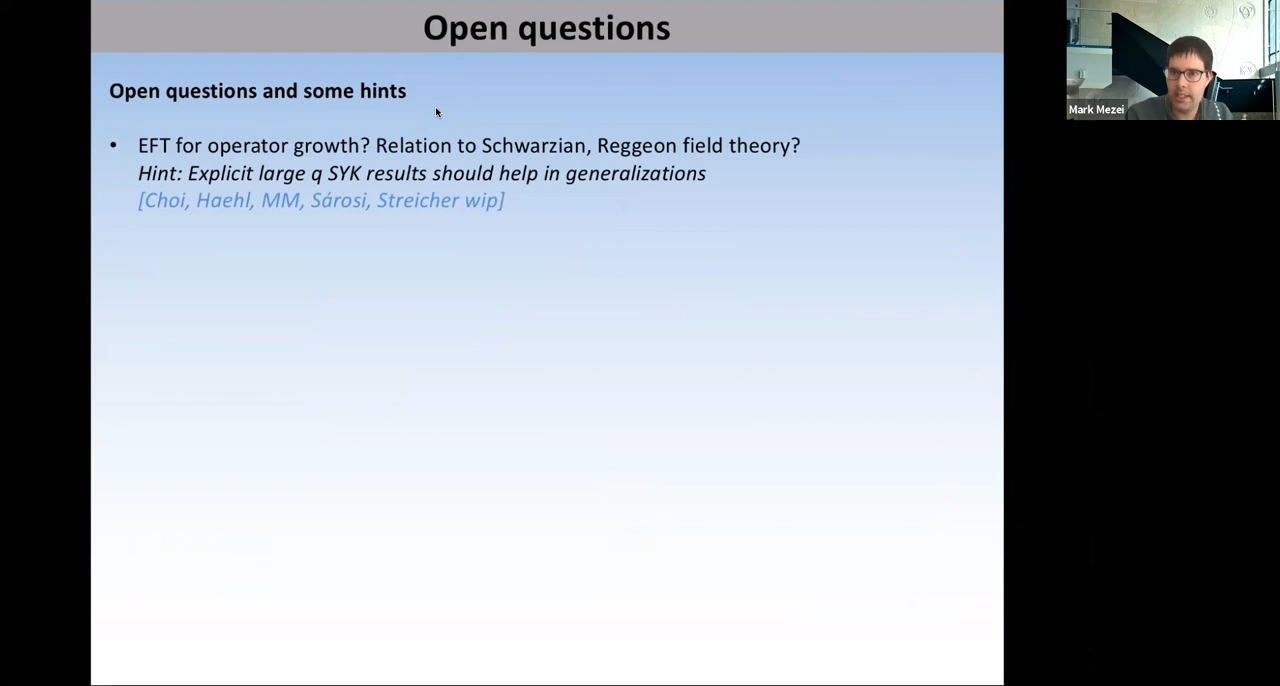 Open questions
Open questions and some hints
• EFT for operator growth? Relation to Schwarzian, Reggeon field theory?
Hint: Explicit large q SYK results should help in generalizations
[Choi, Haehl, MM, Sárosi, Streicher wip]
Mark Mezei